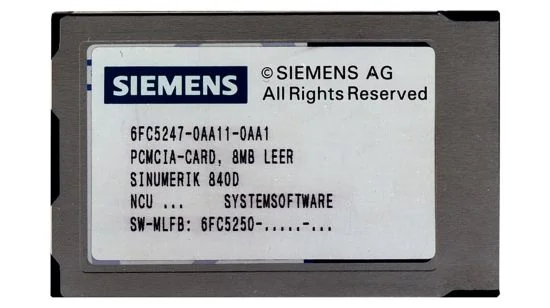 SIEMENS
©SIEMENS AG
All Rights Reserved
6FC5247-0AA11-0AA1
PCMCIA-CARD, 8MB LEER
SINUMERIK 840D
NCU ... SYSTEMSOFTWARE
SW-MLFB: 6FC5250-.....-...